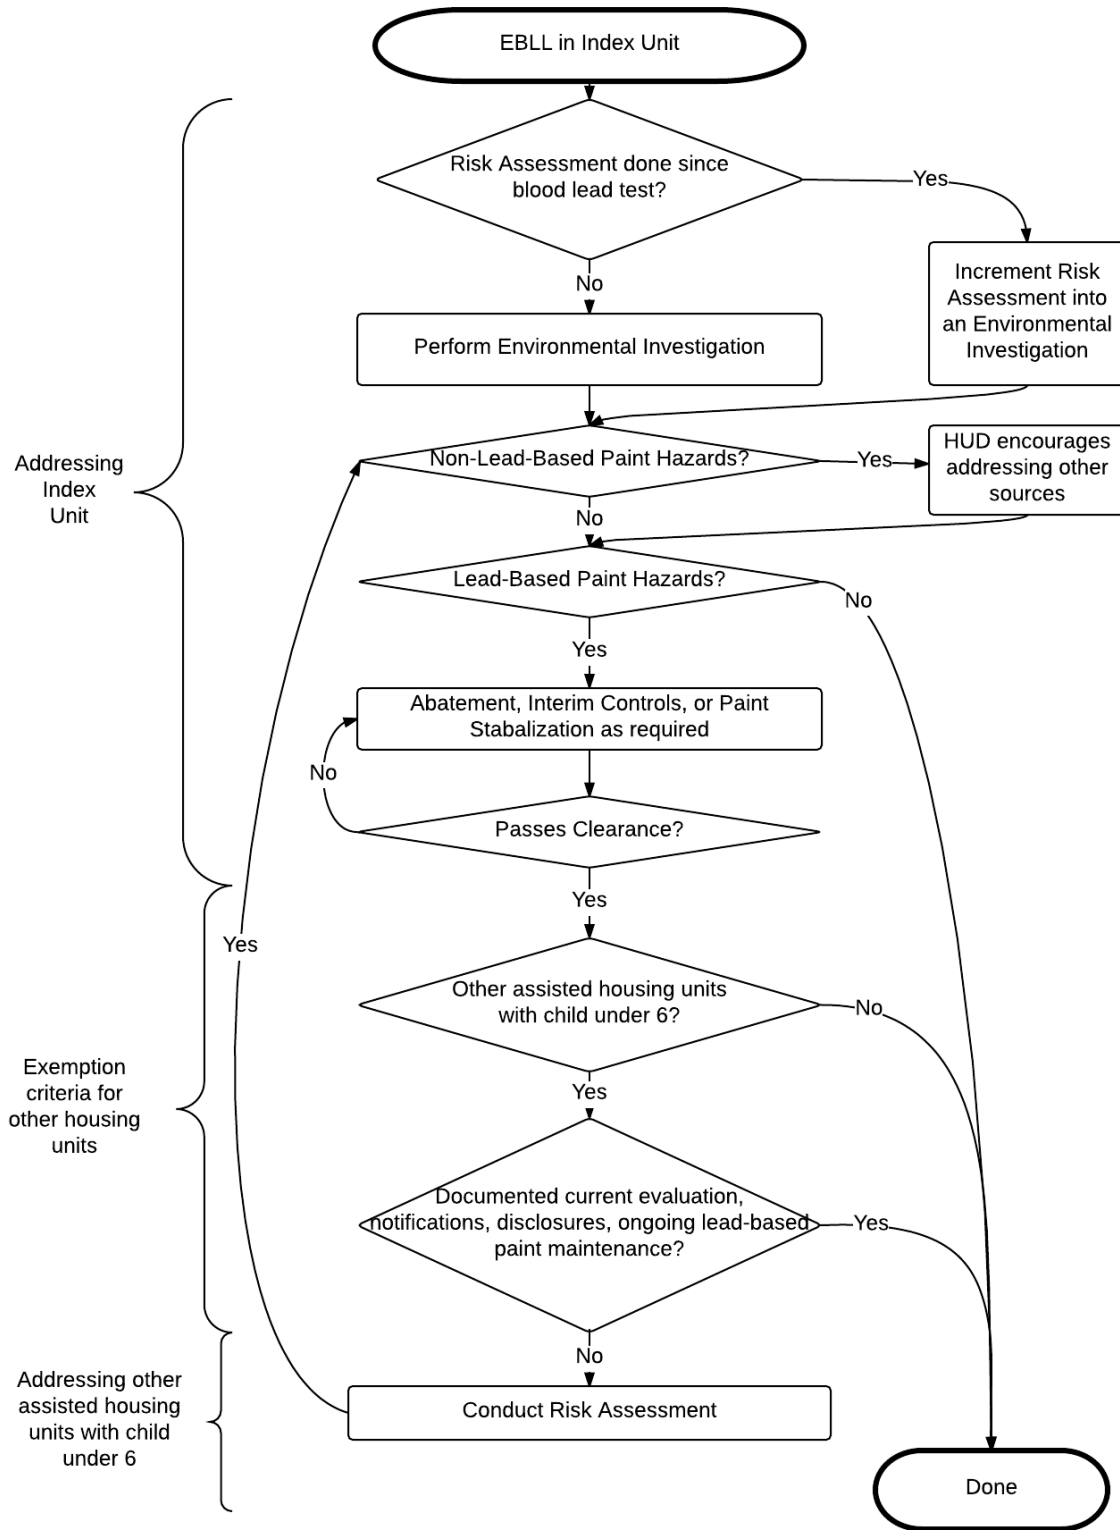 EBLL in Index Unit
Risk Assessment done since
blood lead test?
Yes
No
Increment Risk
Assessment into
an Environmental
Investigation
Perform Environmental Investigation
Non-Lead-Based Paint Hazards?
Yes
HUD encourages
addressing other
sources
Addressing
Index
Unit
No
Lead-Based Paint Hazards?
No
Yes
Abatement, Interim Controls, or Paint
Stabalization as required
No
Passes Clearance?
Yes
Yes
Other assisted housing units
with child under 6?
No
Exemption
criteria for
other housing
units
Yes
Documented current evaluation,
notifications, disclosures, ongoing lead-based
paint maintenance?
Yes
No
Addressing other
assisted housing
units with child
under 6
Conduct Risk Assessment
Done